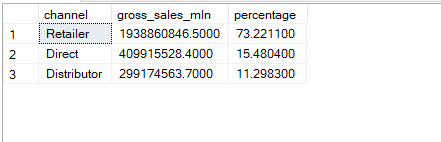 channel gross_sales_mln percentage
1 Retailer 1938860846.5000 73.221100
2 Direct 409915528.4000 15.480400
3 Distributor 299174563.7000 11.298300